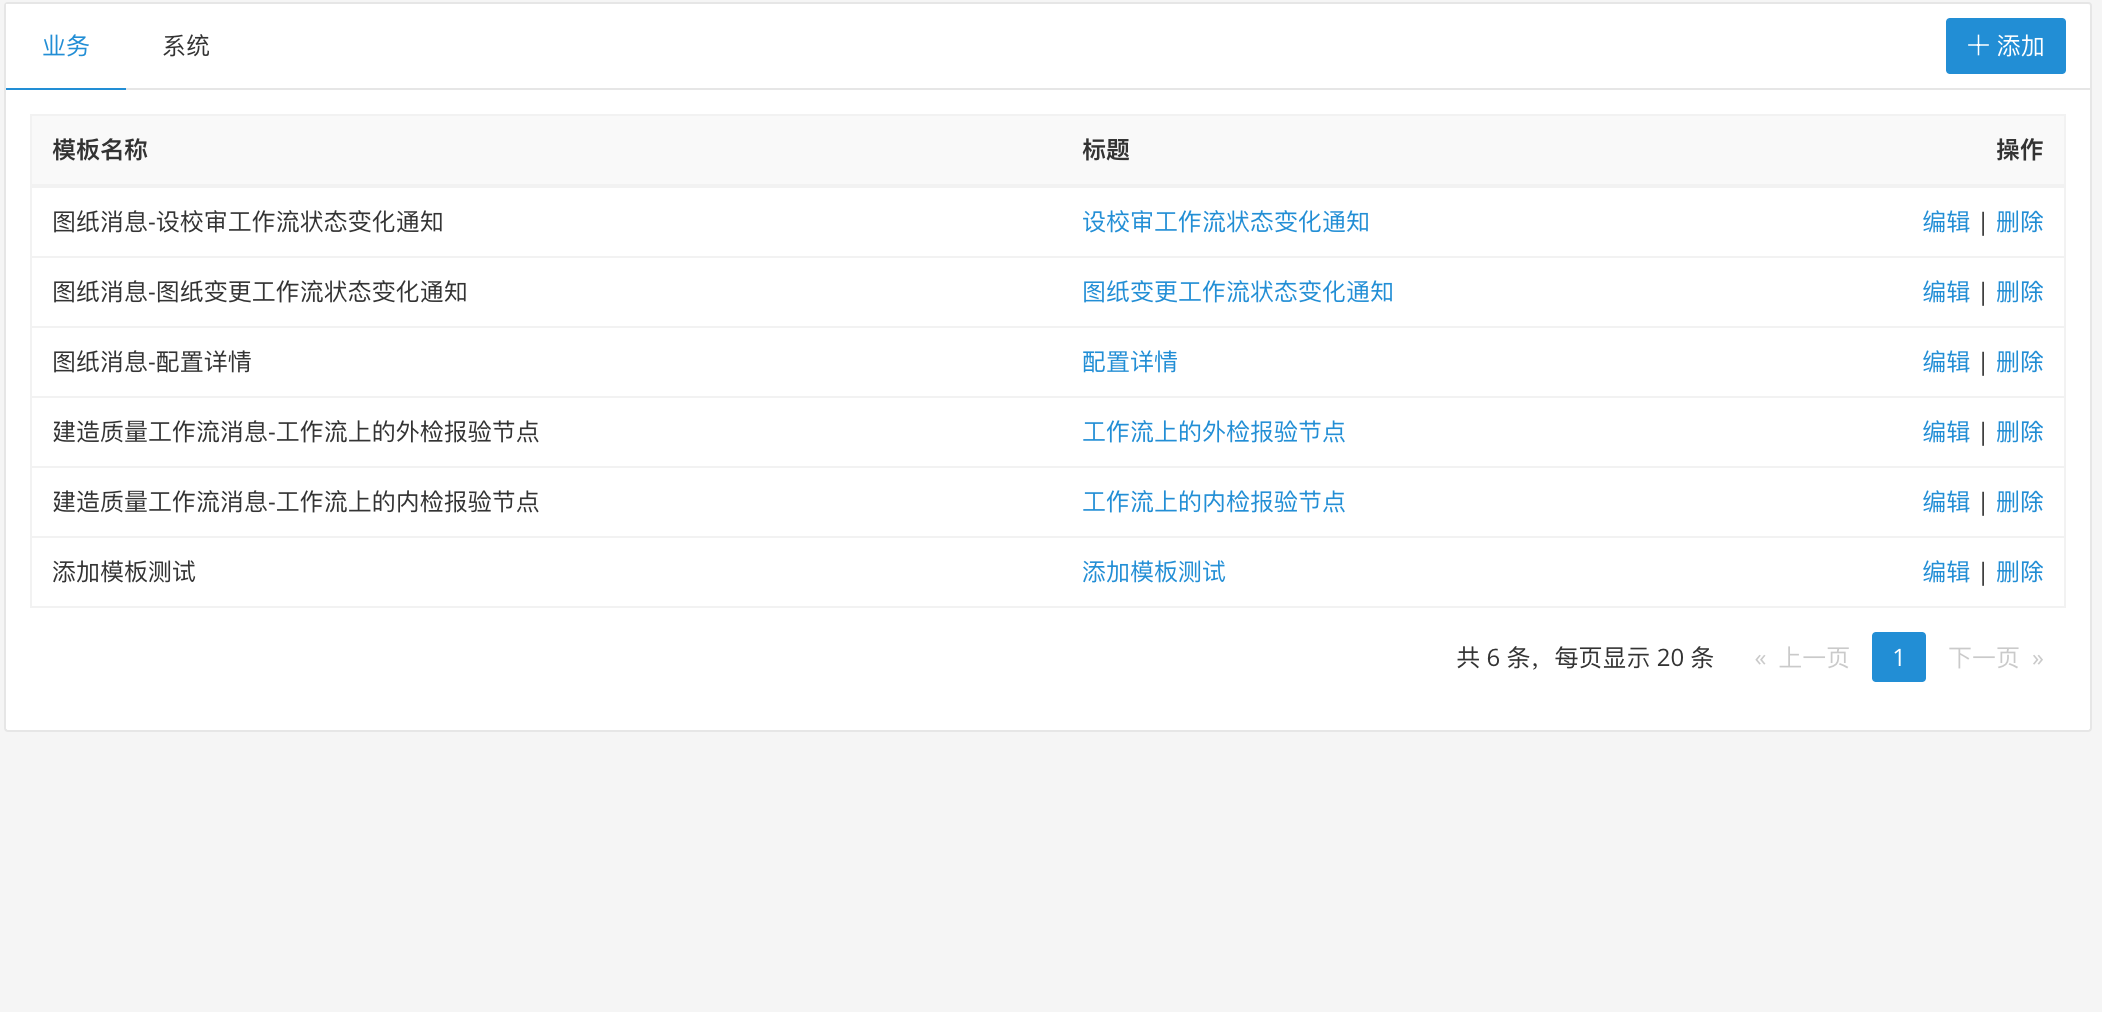 业务 系统 添加
模板名称 标题 操作
图纸消息-设校审工作流状态变化通知 设校审工作流状态变化通知 编辑 | 删除
图纸消息-图纸变更工作流状态变化通知 图纸变更工作流状态变化通知 编辑 | 删除
图纸消息-配置详情 配置详情 编辑 | 删除
建造质量工作流消息-工作流上的外检报验节点 工作流上的外检报验节点 编辑 | 删除
建造质量工作流消息-工作流上的内检报验节点 工作流上的内检报验节点 编辑 | 删除
添加模板测试 添加模板测试 编辑 | 删除
共 6 条，每页显示 20 条 « 上一页 1 下一页 »